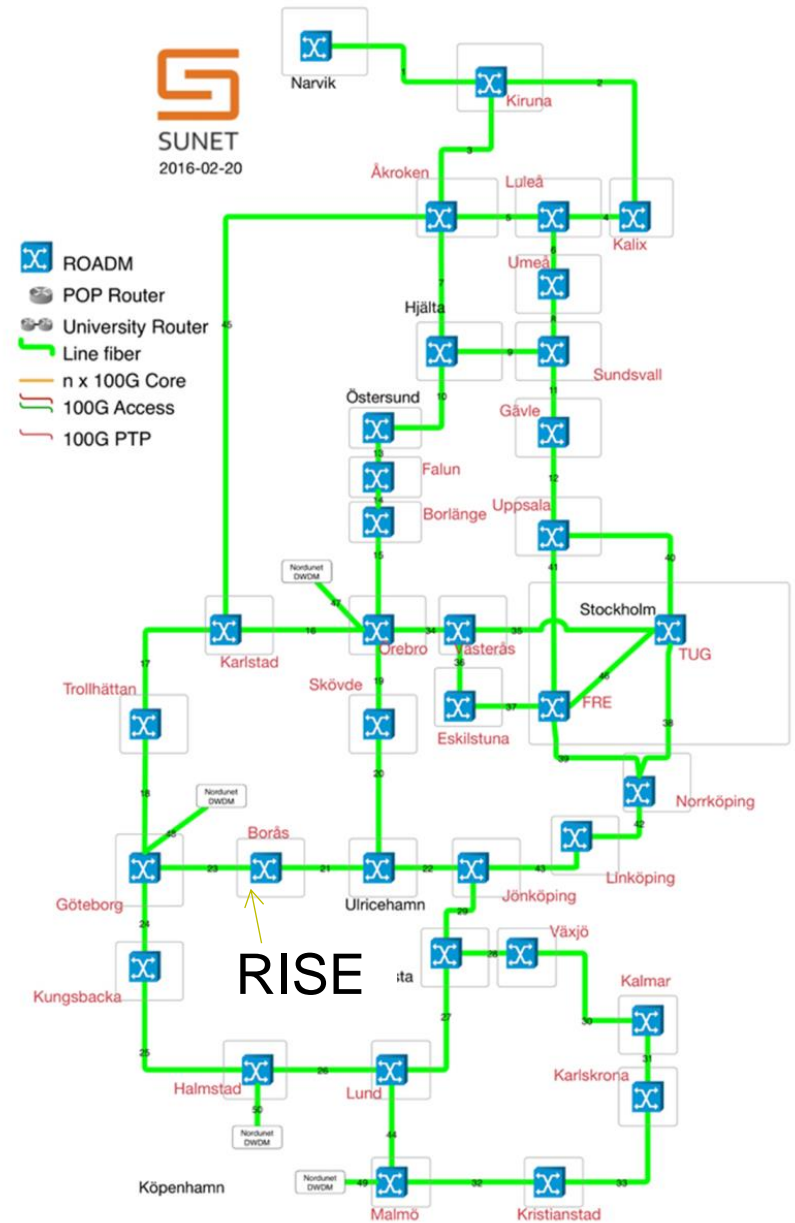 Narvik
1
2
Kiruna
SUNET
2016-02-20
3
Åkroken
Luleå
5
4
Kalix
6
Umeå
ROADM
POP Router
University Router
Line fiber
n x 100G Core
100G Access
100G PTP
7
Hjälta
8
45
9
Sundsvall
10
11
Östersund
Gävle
13
Falun
12
14
Borlänge
Uppsala
15
40
41
Nordunet
DWDM
47
Stockholm
16
34
35
Karlstad
Örebro
Västerås
TUG
17
36
46
Trollhättan
Skövde
19
37
FRE
Eskilstuna
38
39
20
18
Nordunet
DWDM
Norrköping
48
42
Borås
23
21
22
43
Linköping
Göteborg
Ulricehamn
Jönköping
24
29
RISE
sta
28
Växjö
Kungsbacka
Kalmar
27
30
25
31
Karlskrona
26
Halmstad
Lund
50
Nordunet
DWDM
44
Köpenhamn
Nordunet
DWDM
49
32
33
Malmö
Kristianstad